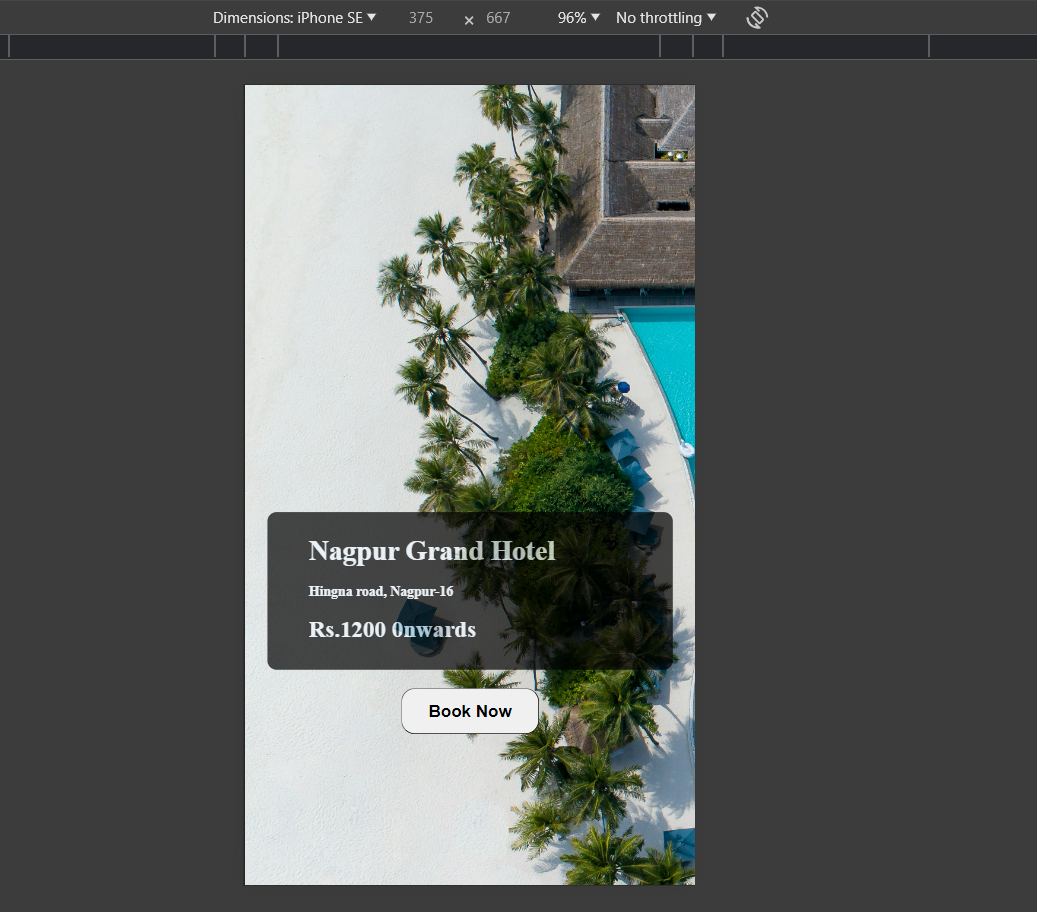 Dimensions: iPhone SE ▼ 375 × 667 96% ▼ No throttling ▼
Nagpur Grand Hotel
Hingna road, Nagpur-16
Rs.1200 0nwards
Book Now